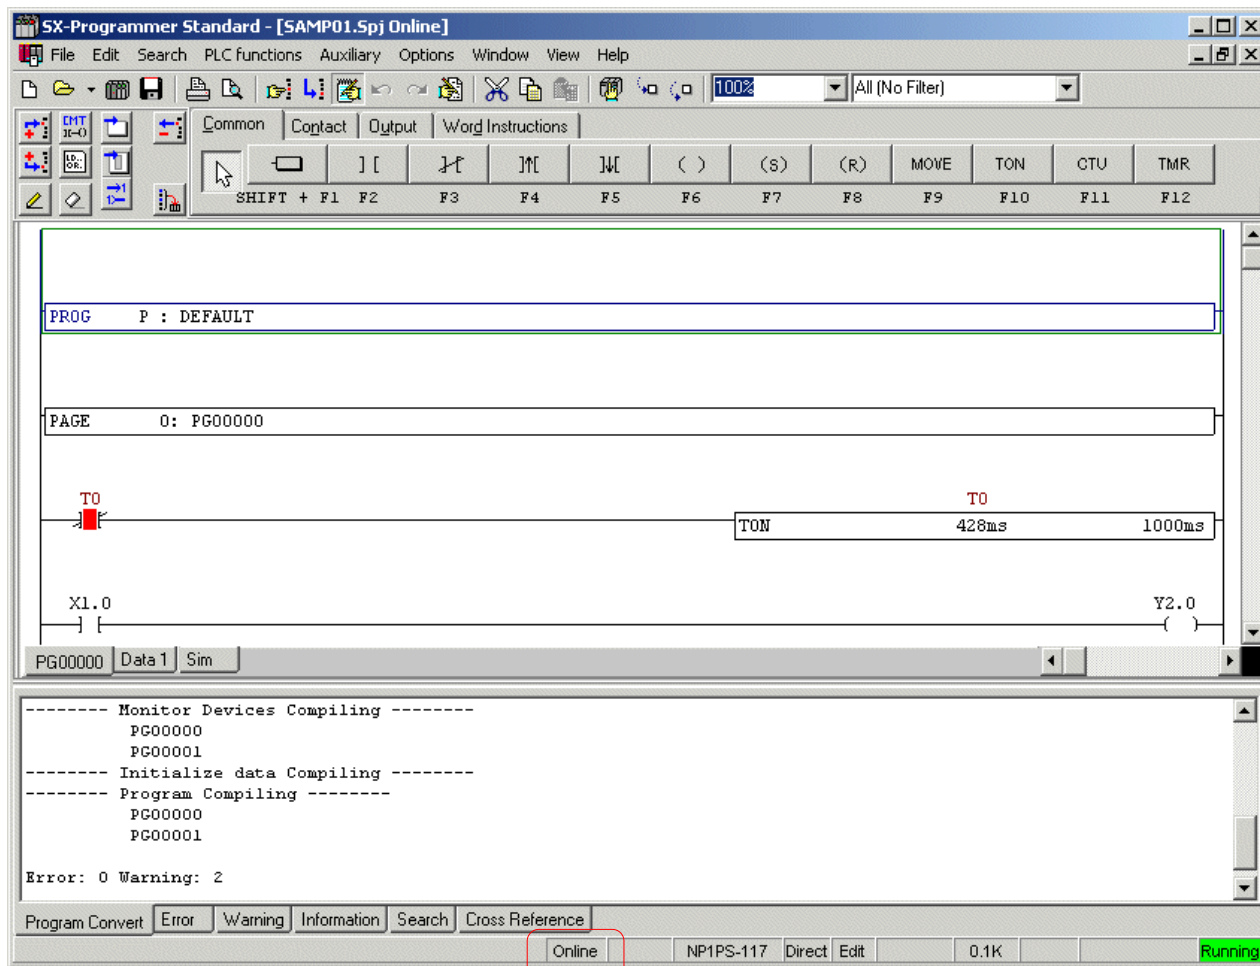 SX-Programmer Standard - [SAMP01.Spj Online]
File Edit Search PLC functions Auxiliary Options Window View Help
100% All (No Filter)
CMT
Common Contact Output Word Instructions
LD.. OR.
] [ ( ) (S) (R) MOVE TON CTU TMR
SHIFT + F1 F2 F3 F4 F5 F6 F7 F8 F9 F10 F11 F12
PROG P : DEFAULT
PAGE 0: PG00000
T0 T0
TON 428ms 1000ms
X1.0 Y2.0
] [ ( )
PG00000 Data 1 Sim
-------- Monitor Devices Compiling --------
PG00000
PG00001
-------- Initialize data Compiling --------
-------- Program Compiling --------
PG00000
PG00001
Error: 0 Warning: 2
Program Convert Error Warning Information Search Cross Reference
Online NP1PS-117 Direct Edit 0.1K Running